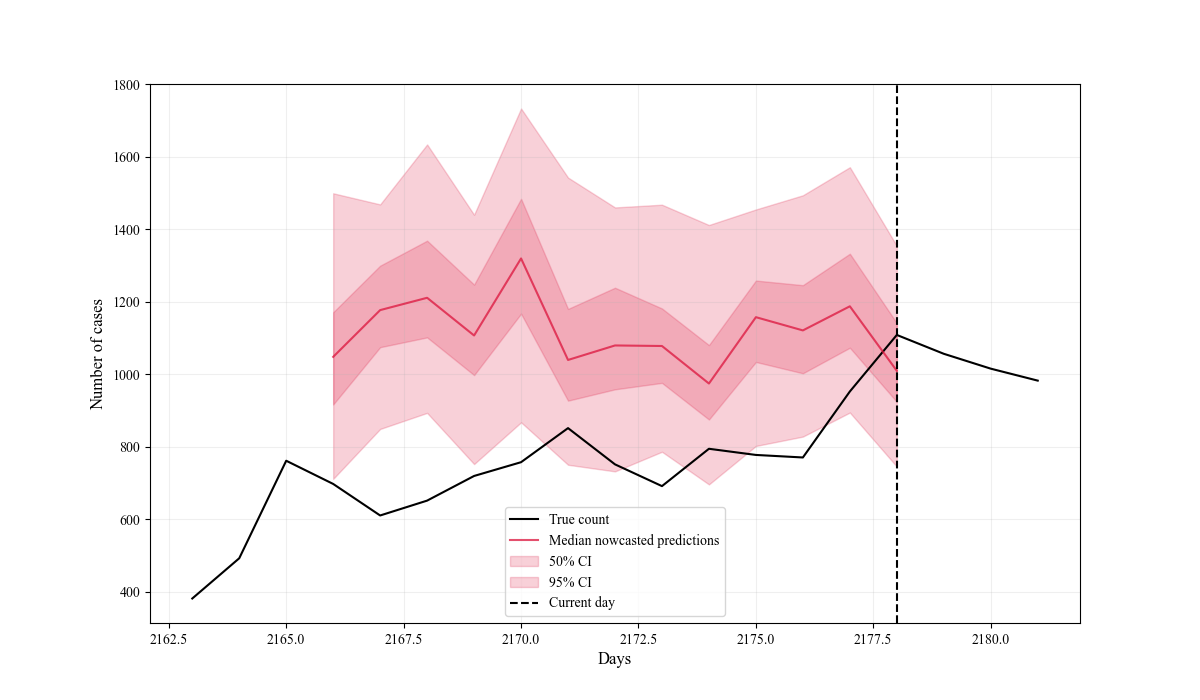 1800
1600
1400
1200
1000
800
600
400
Number of cases
True count
Median nowcasted predictions
50% CI
95% CI
Current day
2162.5 2165.0 2167.5 2170.0 2172.5 2175.0 2177.5 2180.0
Days